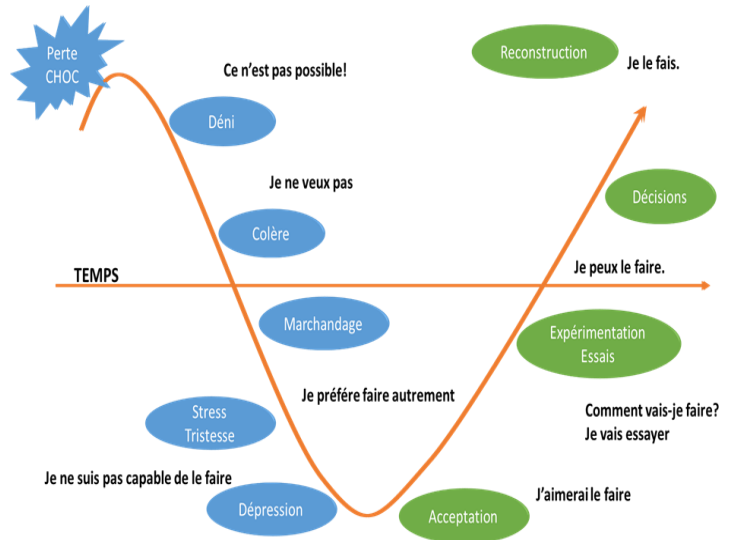 Perte
CHOC
Ce n'est pas possible!
Déni
Je ne veux pas
Colère
TEMPS
Marchandage
Je préfére faire autrement
Stress
Tristesse
Je ne suis pas capable de le faire
Dépression
Acceptation
J'aimerai le faire
Comment vais-je faire?
Je vais essayer
Expérimentation
Essais
Je peux le faire.
Décisions
Je le fais.
Reconstruction